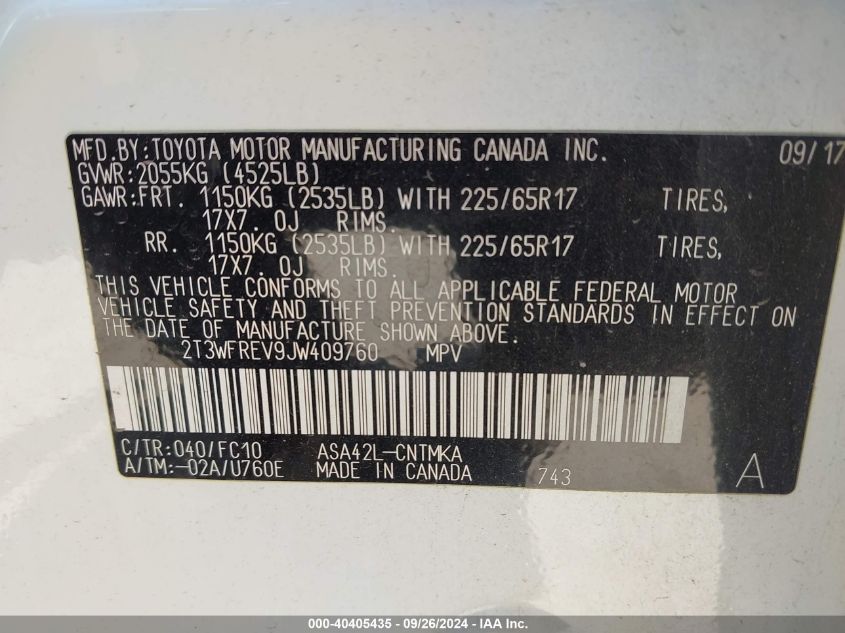 MFD.BY:TOYOTA MOTOR MANUFACTURING CANADA INC. 09/17
GVWR:2055KG (4525LB)
GAWR:FRT. 1150KG (2535LB) WITH 225/65R17 TIRES,
17X7.0J RIMS.
RR. 1150KG (2535LB) WITH 225/65R17 TIRES,
17X7.0J RIMS.
THIS VEHICLE CONFORMS TO ALL APPLICABLE FEDERAL MOTOR
VEHICLE SAFETY AND THEFT PREVENTION STANDARDS IN EFFECT ON
THE DATE OF MANUFACTURE SHOWN ABOVE.
2T3WFREV9JW409760 MPV
C/TR:040/FC10 ASA42L-CNTMKA
A/TM:-02A/U760E MADE IN CANADA 743 A
000-40405435 - 09/26/2024 - IAA Inc.